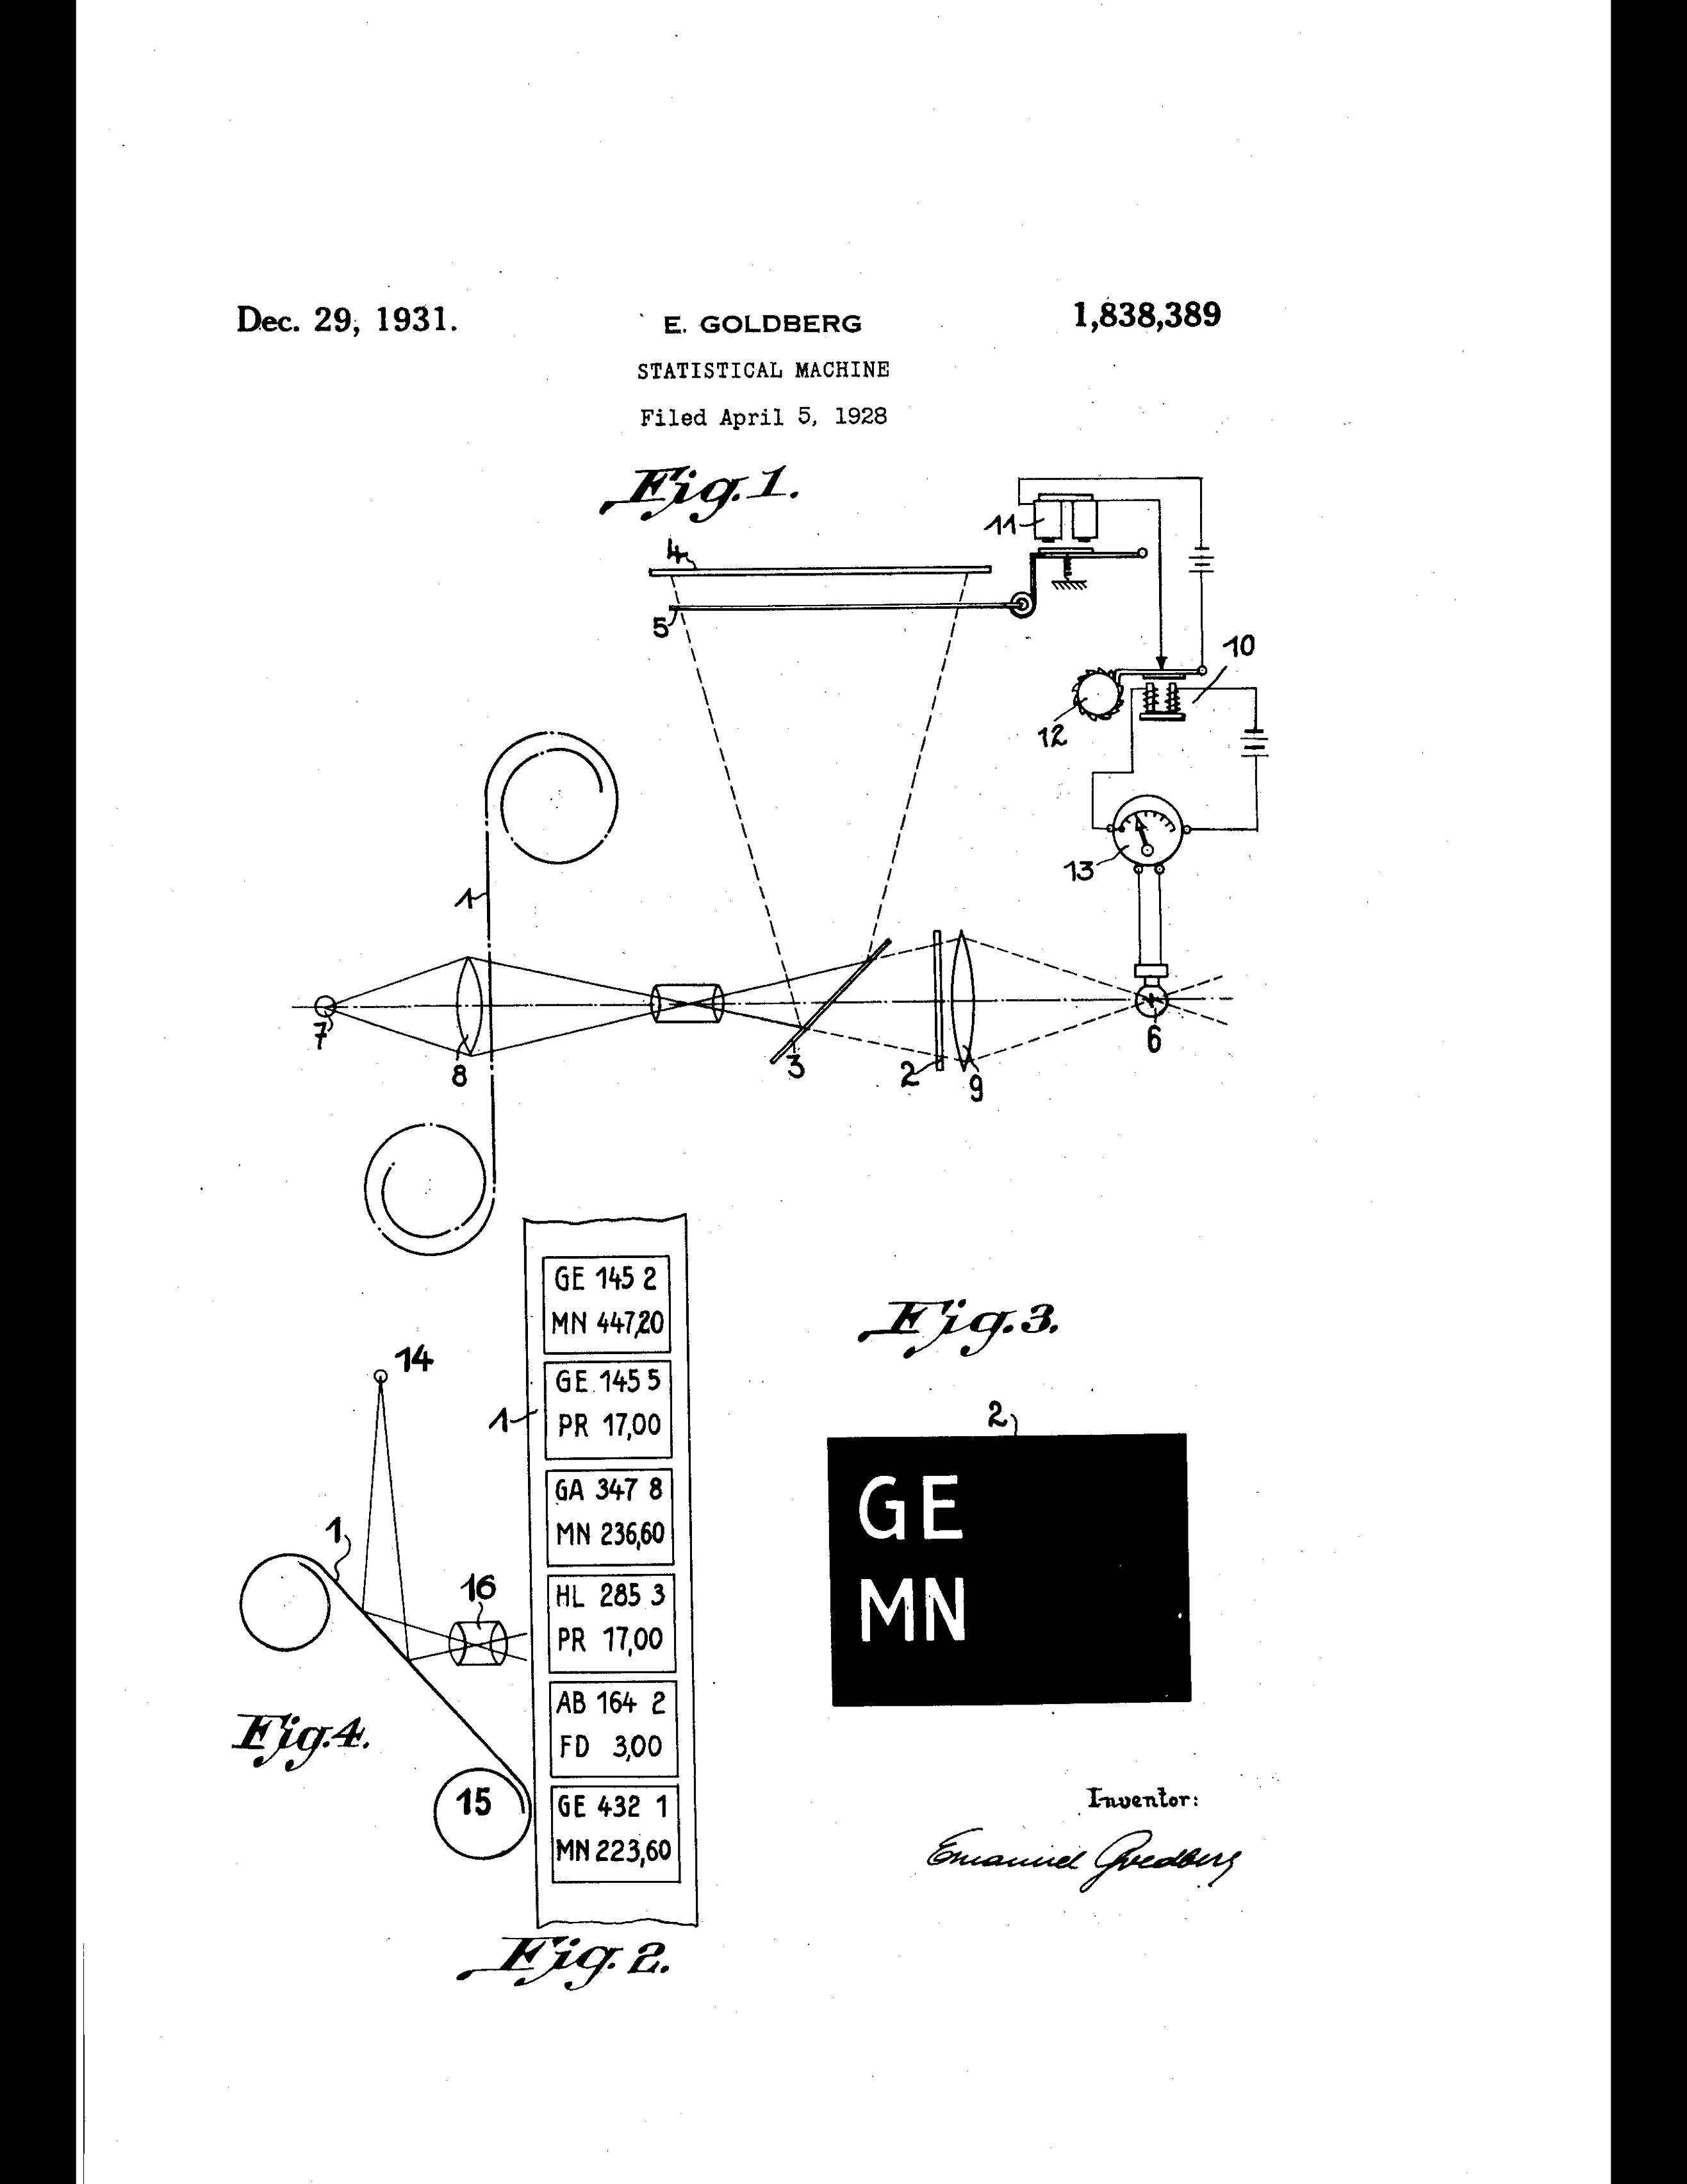 Dec. 29, 1931.
E. GOLDBERG
1,838,389
STATISTICAL MACHINE
Filed April 5, 1928
Fig. 1.
11
4
5
10
12
13
1
7
8
3
2
9
6
GE 145 2
MN 447,20
GE 145 5
PR 17,00
GA 347 8
MN 236,60
HL 285 3
PR 17,00
AB 164 2
FD 3,00
GE 432 1
MN 223,60
1
Fig. 2.
Fig. 3.
2
GE
MN
14
1
16
15
Fig. 4.
Inventor:
Emanuel Goldberg